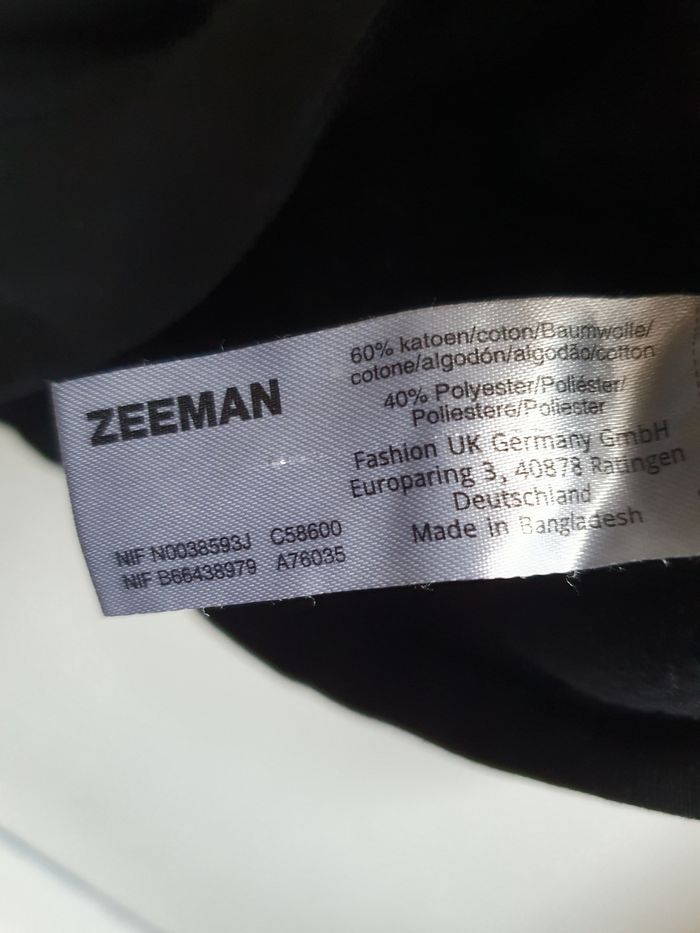 ZEEMAN
NIF N0038593J C58600
NIF B66438979 A76035
60% katoen/coton/Baumwolle/
cotone/algodón/algodão/cotton
40% Polyester/Poliéster/
Poliestere/Poliester
Fashion UK Germany GmbH
Europaring 3, 40878 Ratingen
Deutschland
Made in Bangladesh